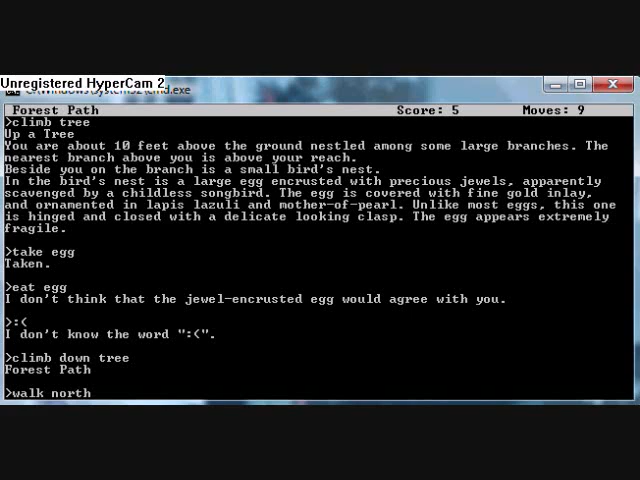 Unregistered HyperCam 2
C:\Windows\system32\cmd.exe
Forest Path Score: 5 Moves: 9
>climb tree
Up a Tree
You are about 10 feet above the ground nestled among some large branches. The
nearest branch above you is above your reach.
Beside you on the branch is a small bird's nest.
In the bird's nest is a large egg encrusted with precious jewels, apparently
scavenged by a childless songbird. The egg is covered with fine gold inlay,
and ornamented in lapis lazuli and mother-of-pearl. Unlike most eggs, this one
is hinged and closed with a delicate looking clasp. The egg appears extremely
fragile.
>take egg
Taken.
>eat egg
I don't think that the jewel-encrusted egg would agree with you.
>:(
I don't know the word ":(".
>climb down tree
Forest Path
>walk north